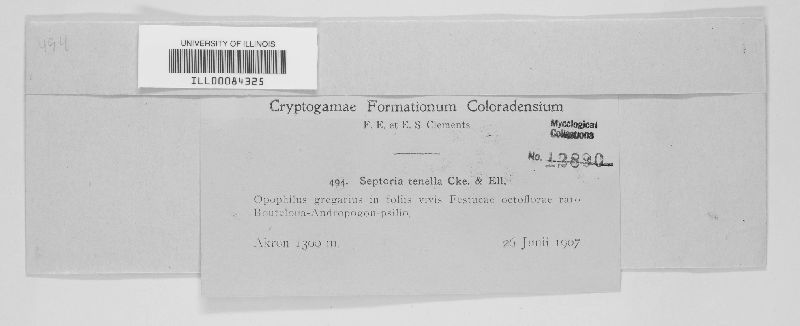 494
UNIVERSITY OF ILLINOIS
ILL00084325
Cryptogamae Formationum Coloradensium
F. E. et E. S. Clements
Mycological
Collections
No. 12890
494. Septoria tenella Cke. & Ell.
Opophilus gregarius in foliis vivis Festucae octoflorae raro
Bouteloua-Andropogon-psilio,
Akron 1300 m. 26 Junii 1907